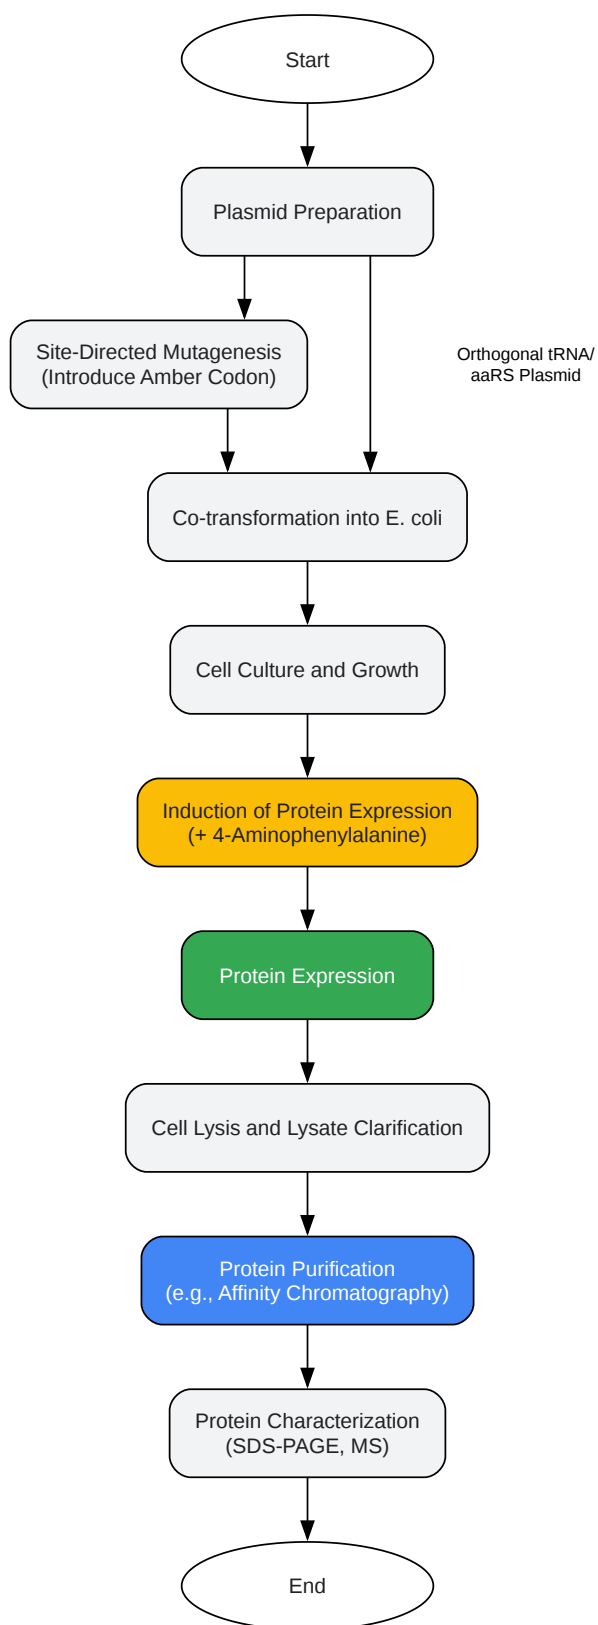 Start
Plasmid Preparation
Site-Directed Mutagenesis
(Introduce Amber Codon)
Orthogonal tRNA/
aaRS Plasmid
Co-transformation into E. coli
Cell Culture and Growth
Induction of Protein Expression
(+ 4-Aminophenylalanine)
Protein Expression
Cell Lysis and Lysate Clarification
Protein Purification
(e.g., Affinity Chromatography)
Protein Characterization
(SDS-PAGE, MS)
End